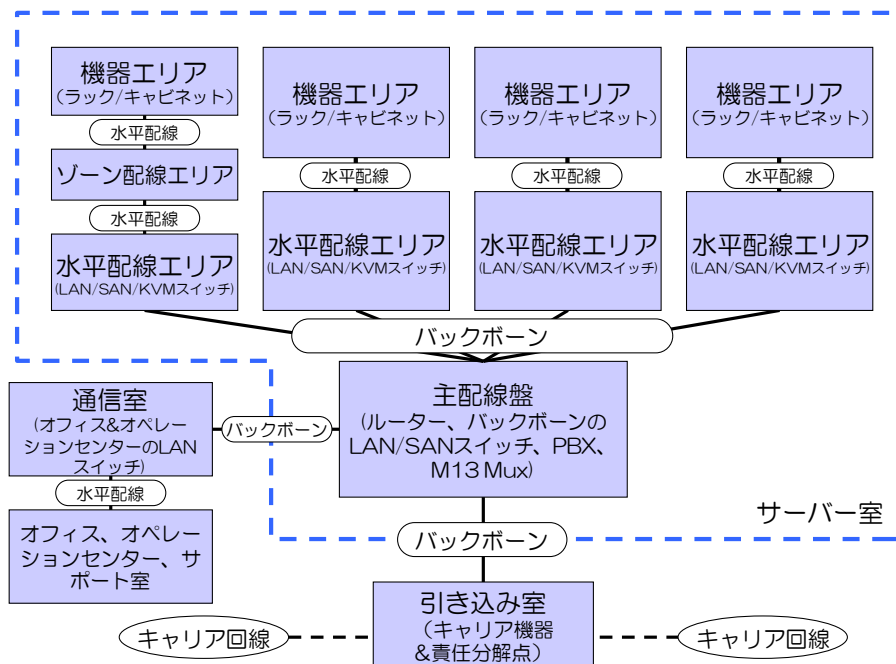 機器エリア
(ラック/キャビネット)
機器エリア
(ラック/キャビネット)
機器エリア
(ラック/キャビネット)
機器エリア
(ラック/キャビネット)
水平配線
ゾーン配線エリア
水平配線
水平配線
水平配線
水平配線
水平配線エリア
(LAN/SAN/KVMスイッチ)
水平配線エリア
(LAN/SAN/KVMスイッチ)
水平配線エリア
(LAN/SAN/KVMスイッチ)
水平配線エリア
(LAN/SAN/KVMスイッチ)
バックボーン
通信室
(オフィス&オペレー
ションセンターのLAN
スイッチ)
バックボーン
主配線盤
(ルーター、バックボーンの
LAN/SANスイッチ、PBX、
M13 Mux)
水平配線
オフィス、オペレー
ションセンター、サ
ポート室
サーバー室
バックボーン
引き込み室
(キャリア機器
&責任分解点)
キャリア回線
キャリア回線